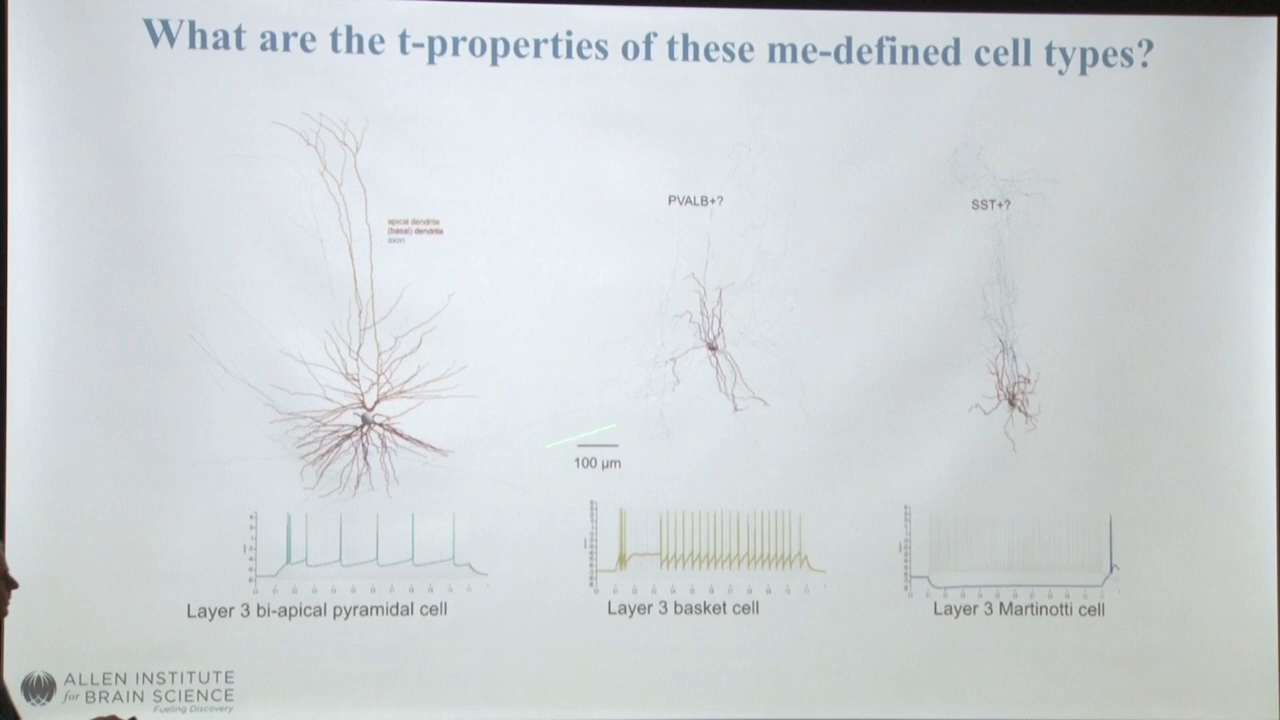 What are the t-properties of these me-defined cell types?
apical dendrite
(basal) dendrite
axon
PVALB+?
SST+?
100 µm
Layer 3 bi-apical pyramidal cell
Layer 3 basket cell
Layer 3 Martinotti cell
ALLEN INSTITUTE
for BRAIN SCIENCE
Fueling Discovery